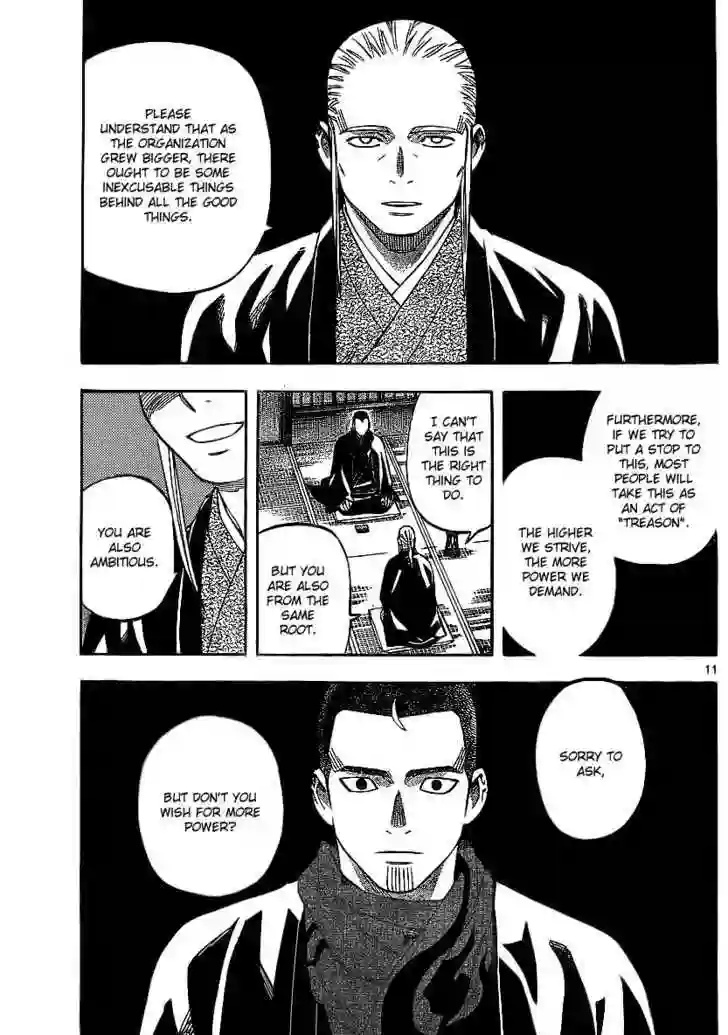 PLEASE
UNDERSTAND THAT AS
THE ORGANIZATION
GREW BIGGER, THERE
OUGHT TO BE SOME
INEXCUSABLE THINGS
BEHIND ALL THE GOOD
THINGS.
FURTHERMORE,
IF WE TRY TO
PUT A STOP TO
THIS, MOST
PEOPLE WILL
TAKE THIS AS
AN ACT OF
"TREASON".
THE HIGHER
WE STRIVE,
THE MORE
POWER WE
DEMAND.
I CAN'T
SAY THAT
THIS IS
THE RIGHT
THING TO
DO.
BUT YOU
ARE ALSO
FROM THE
SAME
ROOT.
YOU ARE
ALSO
AMBITIOUS.
11
SORRY TO
ASK,
BUT DON'T YOU
WISH FOR MORE
POWER?